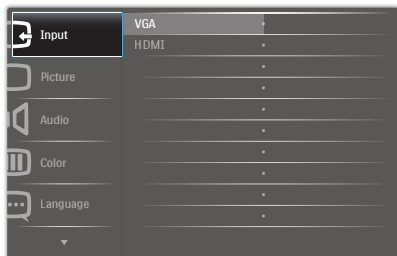 Input
Picture
Audio
Color
Language
VGA
HDMI